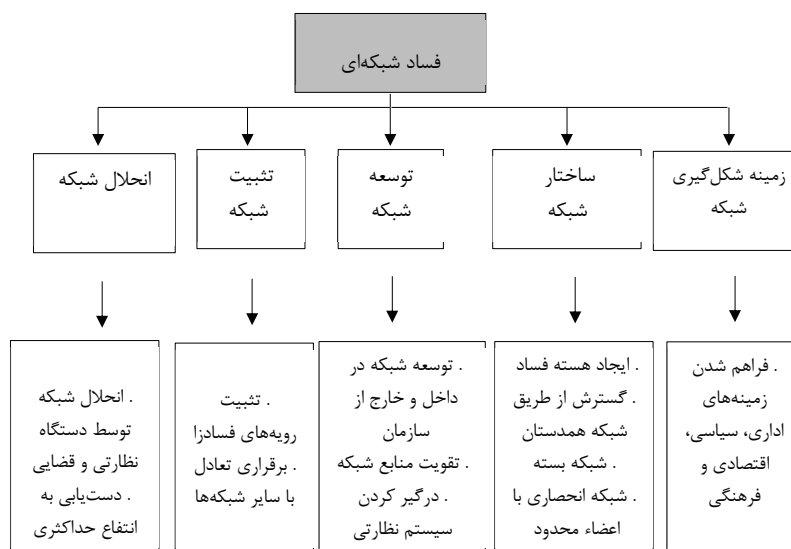 فساد شبکه‌ای
زمینه شکل‌گیری
شبکه
ساختار
شبکه
توسعه
شبکه
تثبیت
شبکه
انحلال شبکه
. فراهم شدن
زمینه‌های
اداری، سیاسی،
اقتصادی و
فرهنگی
. ایجاد هسته فساد
. گسترش از طریق
شبکه همدستان
. شبکه بسته
. شبکه انحصاری با
اعضاء محدود
. توسعه شبکه در
داخل و خارج از
سازمان
. تقویت منابع شبکه
. درگیر کردن
سیستم نظارتی
. تثبیت
رویه‌های فسادزا
. برقراری تعادل
با سایر شبکه‌ها
. انحلال شبکه
توسط دستگاه
نظارتی و قضایی
. دست‌یابی به
انتفاع حداکثری